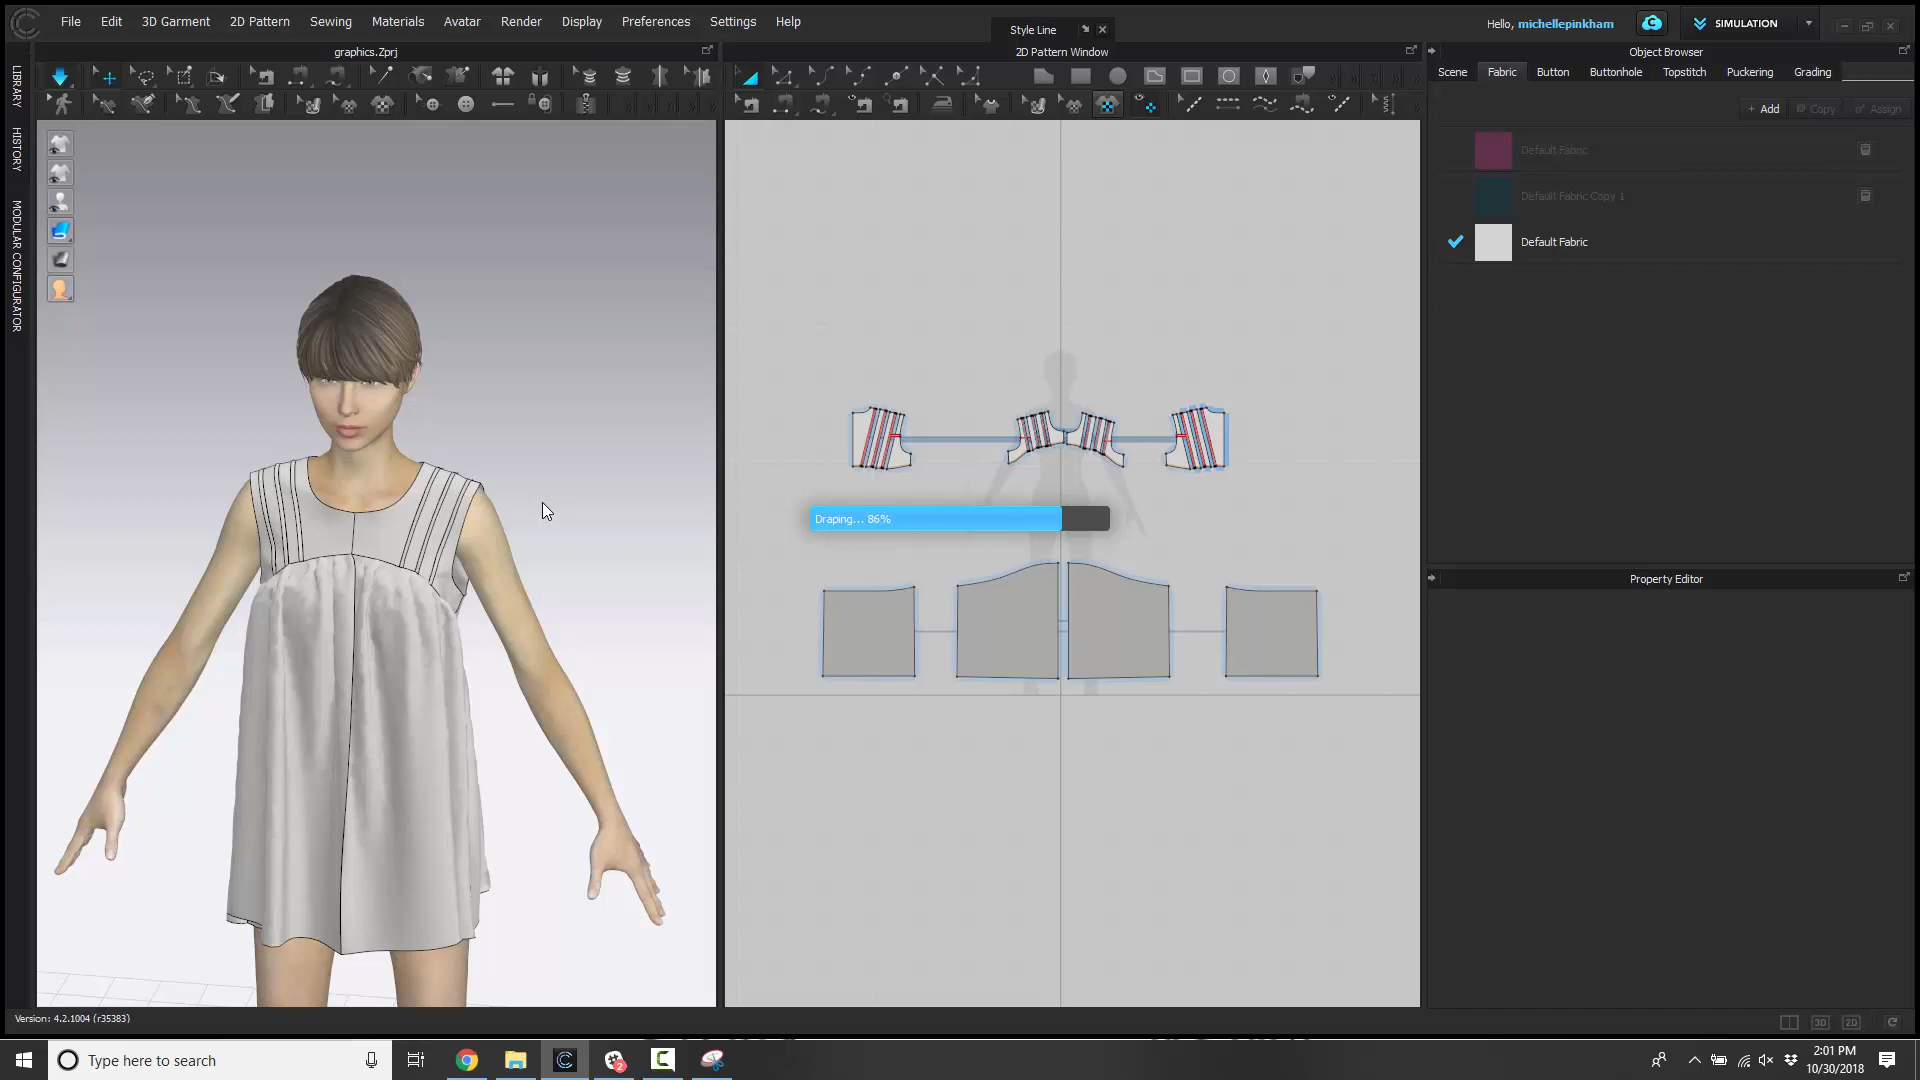 File Edit 3D Garment 2D Pattern Sewing Materials Avatar Render Display Preferences Settings Help
Style Line
Hello, michellepinkham
SIMULATION
graphics.Zprj
2D Pattern Window
Object Browser
LIBRARY
HISTORY
MODULAR CONFIGURATOR
Scene Fabric Button Buttonhole Topstitch Puckering Grading
+ Add Copy Assign
Default Fabric
Default Fabric Copy 1
Default Fabric
Draping... 86%
Property Editor
Version: 4.2.1004 (r35383)
3D 2D
Type here to search
2
2:01 PM
10/30/2018